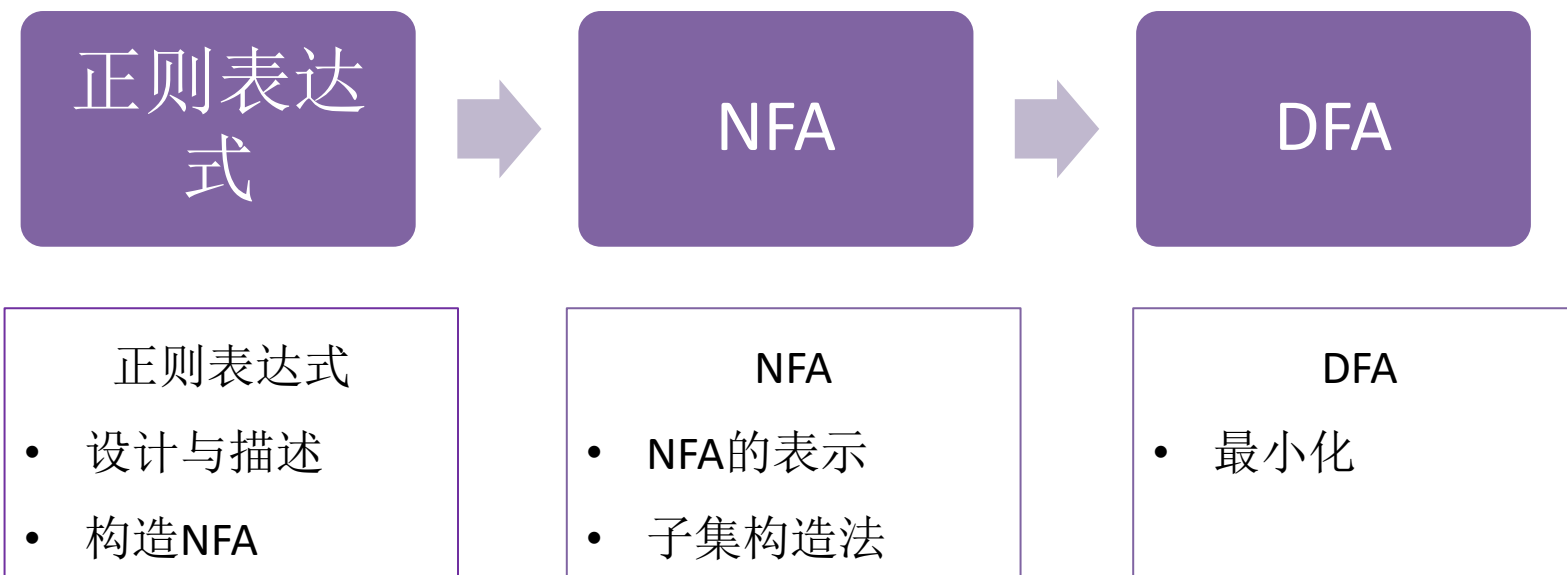 正则表达
式
NFA
DFA
正则表达式
• 设计与描述
• 构造NFA
NFA
• NFA的表示
• 子集构造法
DFA
• 最小化